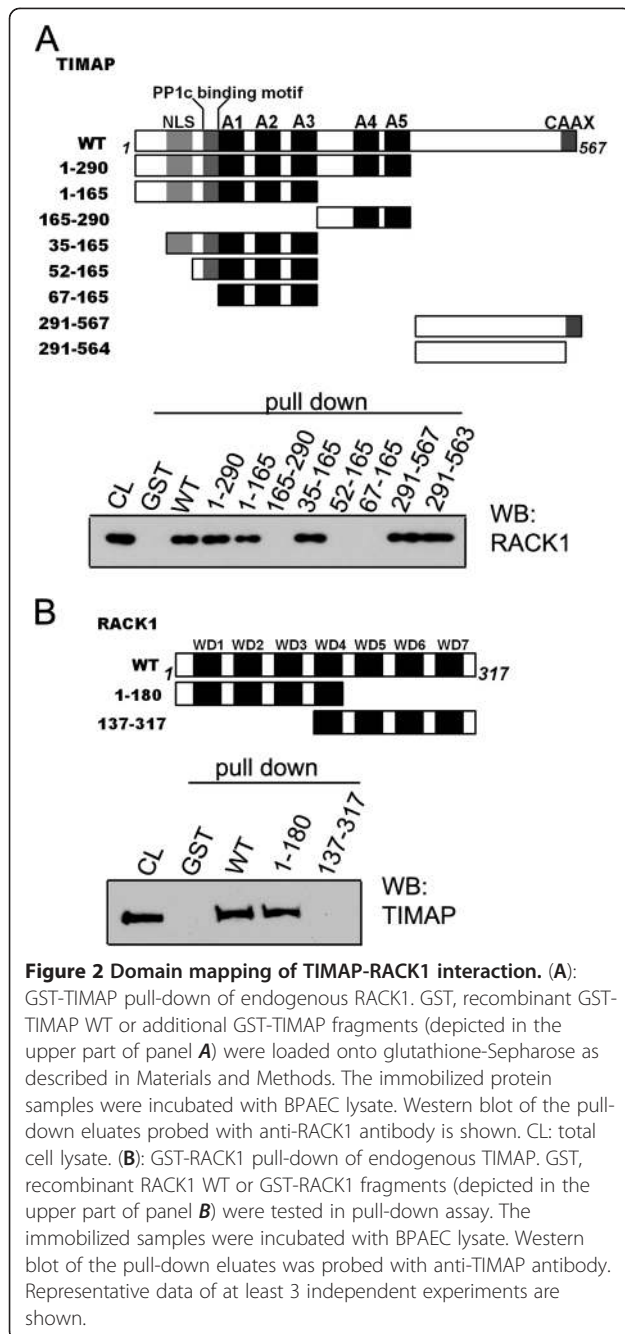 A
TIMAP
PP1c binding motif
NLS A1 A2 A3 A4 A5 CAAX
WT 1 567
1-290
1-165
165-290
35-165
52-165
67-165
291-567
291-564
pull down
CL GST WT 1-290 1-165 165-290 35-165 52-165 67-165 291-567 291-563
WB:
RACK1
B
RACK1
WD1 WD2 WD3 WD4 WD5 WD6 WD7
WT 1 317
1-180
137-317
pull down
CL GST WT 1-180 137-317
WB:
TIMAP
Figure 2 Domain mapping of TIMAP-RACK1 interaction. (A):
GST-TIMAP pull-down of endogenous RACK1. GST, recombinant GST-
TIMAP WT or additional GST-TIMAP fragments (depicted in the
upper part of panel A) were loaded onto glutathione-Sepharose as
described in Materials and Methods. The immobilized protein
samples were incubated with BPAEC lysate. Western blot of the pull-
down eluates probed with anti-RACK1 antibody is shown. CL: total
cell lysate. (B): GST-RACK1 pull-down of endogenous TIMAP. GST,
recombinant RACK1 WT or GST-RACK1 fragments (depicted in the
upper part of panel B) were tested in pull-down assay. The
immobilized samples were incubated with BPAEC lysate. Western
blot of the pull-down eluates was probed with anti-TIMAP antibody.
Representative data of at least 3 independent experiments are
shown.